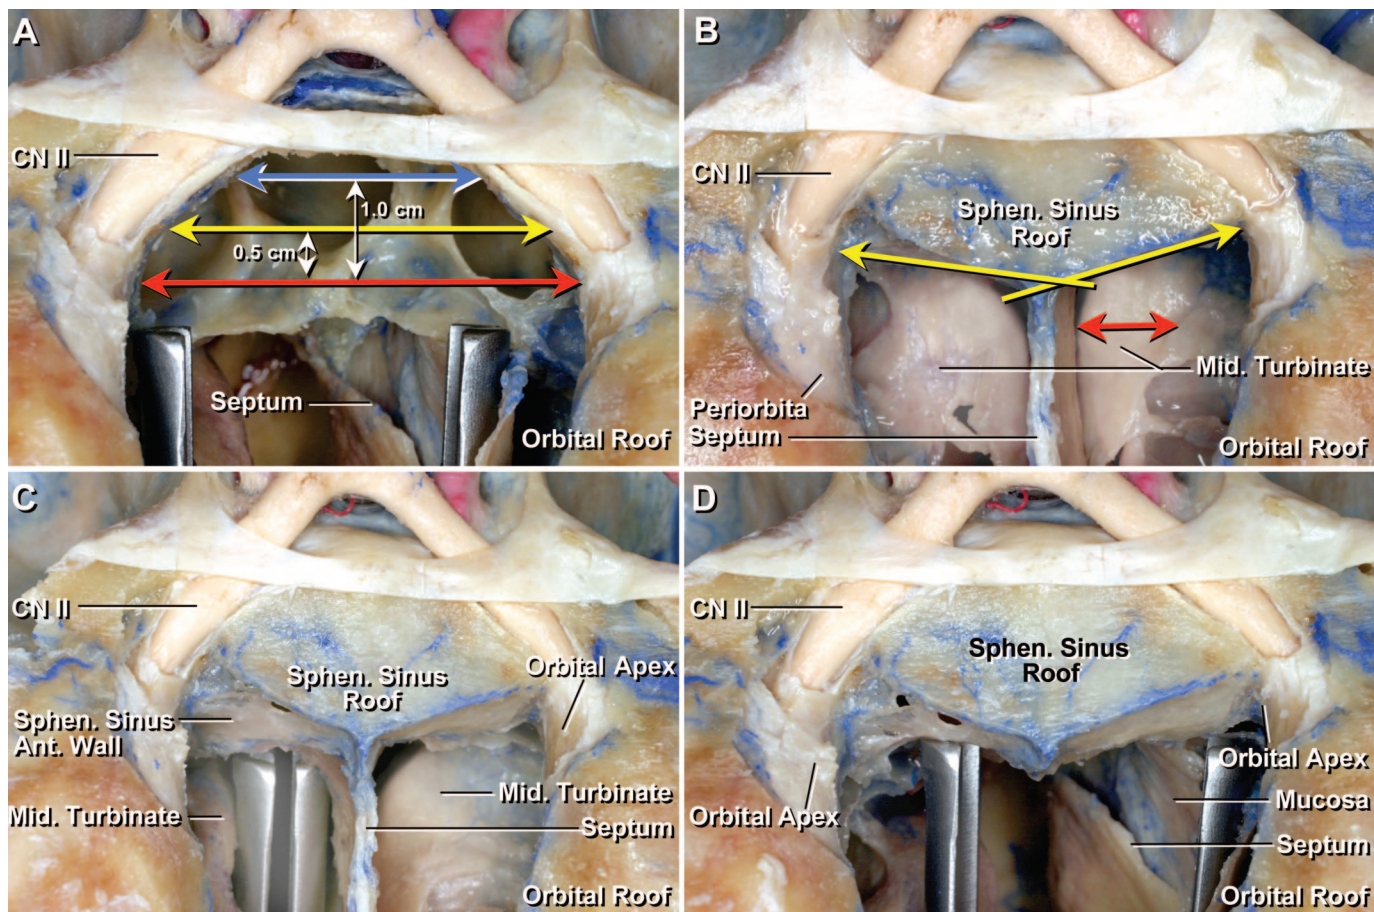 A
CN II
1.0 cm
0.5 cm
Septum
Orbital Roof
B
CN II
Sphen. Sinus
Roof
Mid. Turbinate
Periorbita
Septum
Orbital Roof
C
CN II
Sphen. Sinus
Roof
Orbital Apex
Sphen. Sinus
Ant. Wall
Mid. Turbinate
Mid. Turbinate
Septum
Orbital Roof
D
CN II
Sphen. Sinus
Roof
Orbital Apex
Orbital Apex
Mucosa
Septum
Orbital Roof